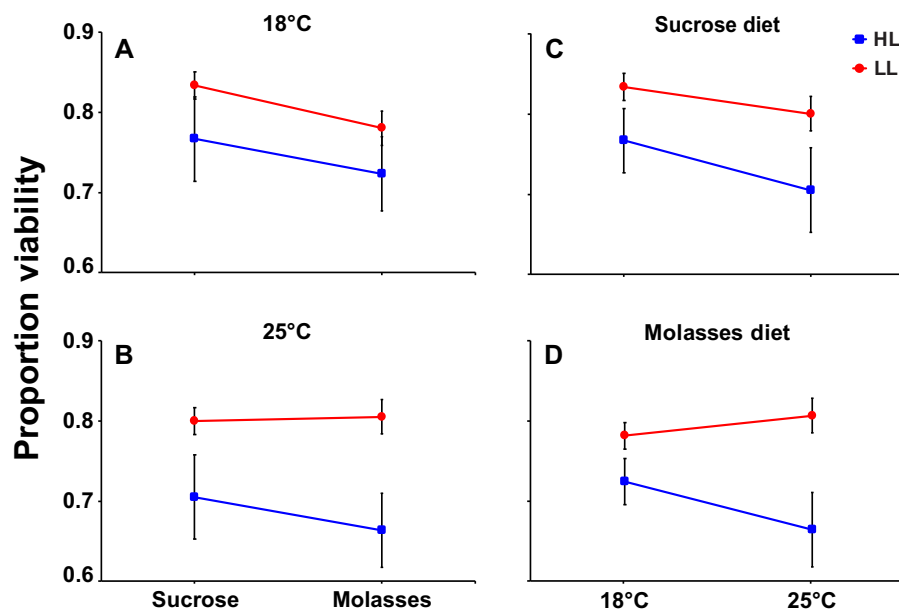 18°C
Sucrose diet
HL
LL
A
C
0.9
0.8
0.7
0.6
Proportion viability
25°C
Molasses diet
B
D
0.9
0.8
0.7
0.6
Sucrose
Molasses
18°C
25°C